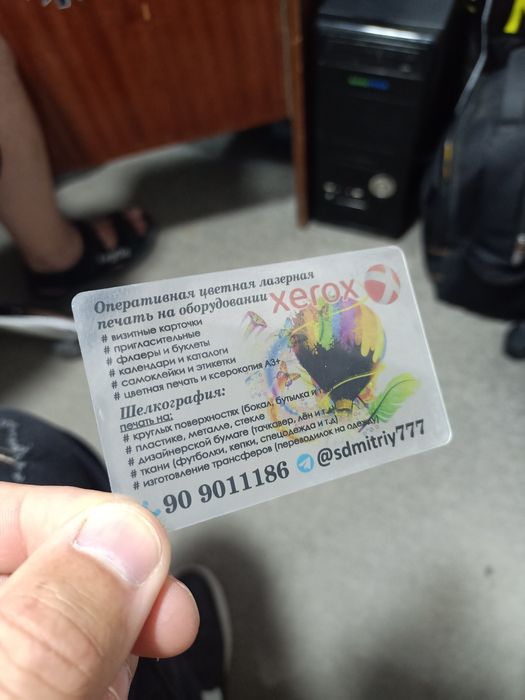 Оперативная цветная лазерная
печать на оборудовании xerox
# визитные карточки
# пригласительные
# флаеры и буклеты
# календари и каталоги
# самоклейки и этикетки
# цветная печать и ксерокопия А3+
Шелкография:
печать на:
# круглых поверхностях (бокал, бутылка и т.
# пластике, металле, стекле
# дизайнерской бумаге (тачкавер, лён и т.
# ткани (футболки, кепки, спецодежда и т.д)
# изготовление трансферов (переводилок на одежду)
90 9011186 @sdmitriy777